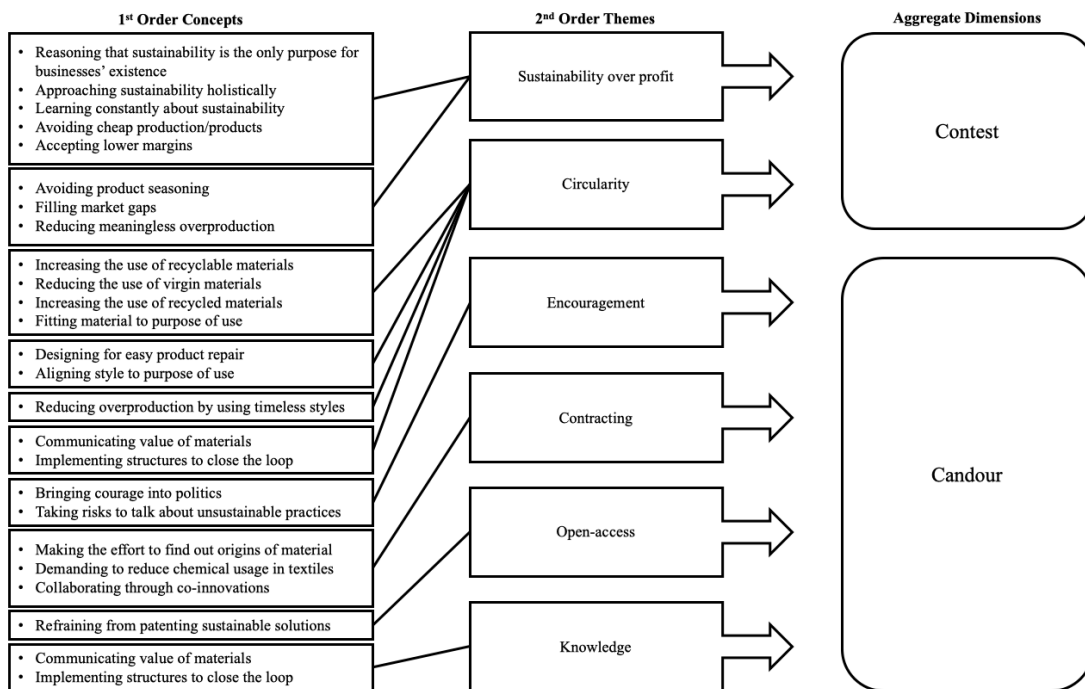 1st Order Concepts
2nd Order Themes
Aggregate Dimensions
• Reasoning that sustainability is the only purpose for
businesses’ existence
• Approaching sustainability holistically
• Learning constantly about sustainability
• Avoiding cheap production/products
• Accepting lower margins
• Avoiding product seasoning
• Filling market gaps
• Reducing meaningless overproduction
• Increasing the use of recyclable materials
• Reducing the use of virgin materials
• Increasing the use of recycled materials
• Fitting material to purpose of use
• Designing for easy product repair
• Aligning style to purpose of use
• Reducing overproduction by using timeless styles
• Communicating value of materials
• Implementing structures to close the loop
• Bringing courage into politics
• Taking risks to talk about unsustainable practices
• Making the effort to find out origins of material
• Demanding to reduce chemical usage in textiles
• Collaborating through co-innovations
• Refraining from patenting sustainable solutions
• Communicating value of materials
• Implementing structures to close the loop
Sustainability over profit
Circularity
Encouragement
Contracting
Open-access
Knowledge
Contest
Candour